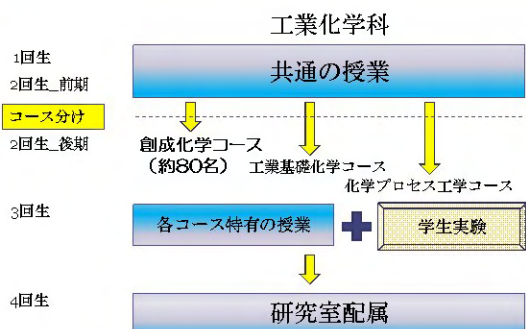 工業化学科
1回生
共通の授業
2回生_前期
コース分け
2回生_後期
創成化学コース
（約80名）
工業基礎化学コース
化学プロセス工学コース
3回生
各コース特有の授業
学生実験
4回生
研究室配属